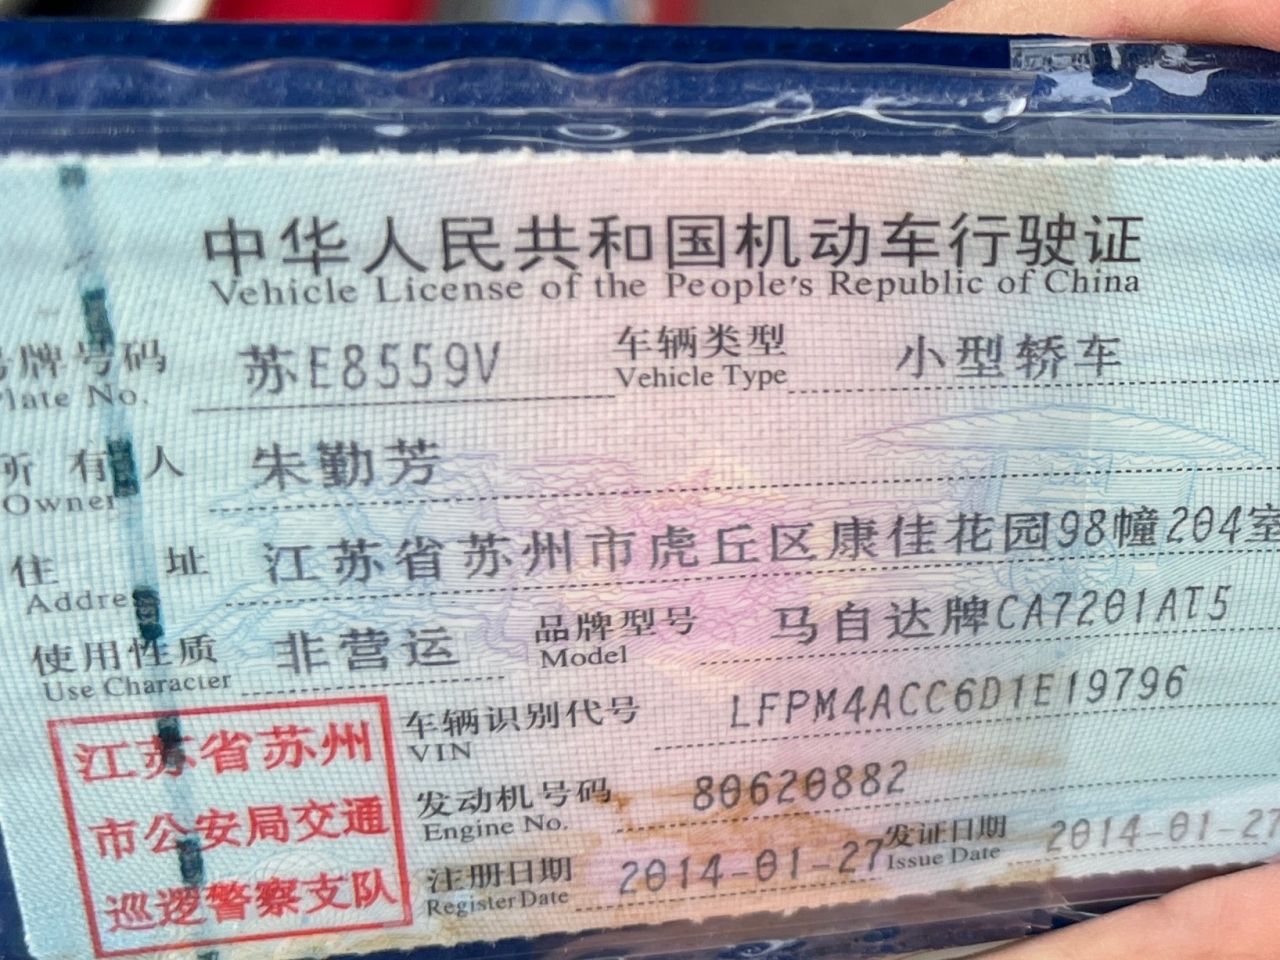 中华人民共和国机动车行驶证
Vehicle License of the People's Republic of China
号牌号码 苏E8559V 车辆类型 小型轿车
Plate No. Vehicle Type
所有人 朱勤芳
Owner
住址 江苏省苏州市虎丘区康佳花园98幢204室
Addre
使用性质 非营运 品牌型号 马自达牌CA7201AT5
Use Character Model
车辆识别代号 LFPM4ACC6D1E19796
VIN
发动机号码 80620882
Engine No.
注册日期 2014-01-27 发证日期 2014-01-27
Register Date Issue Date
江苏省苏州
市公安局交通
巡逻警察支队